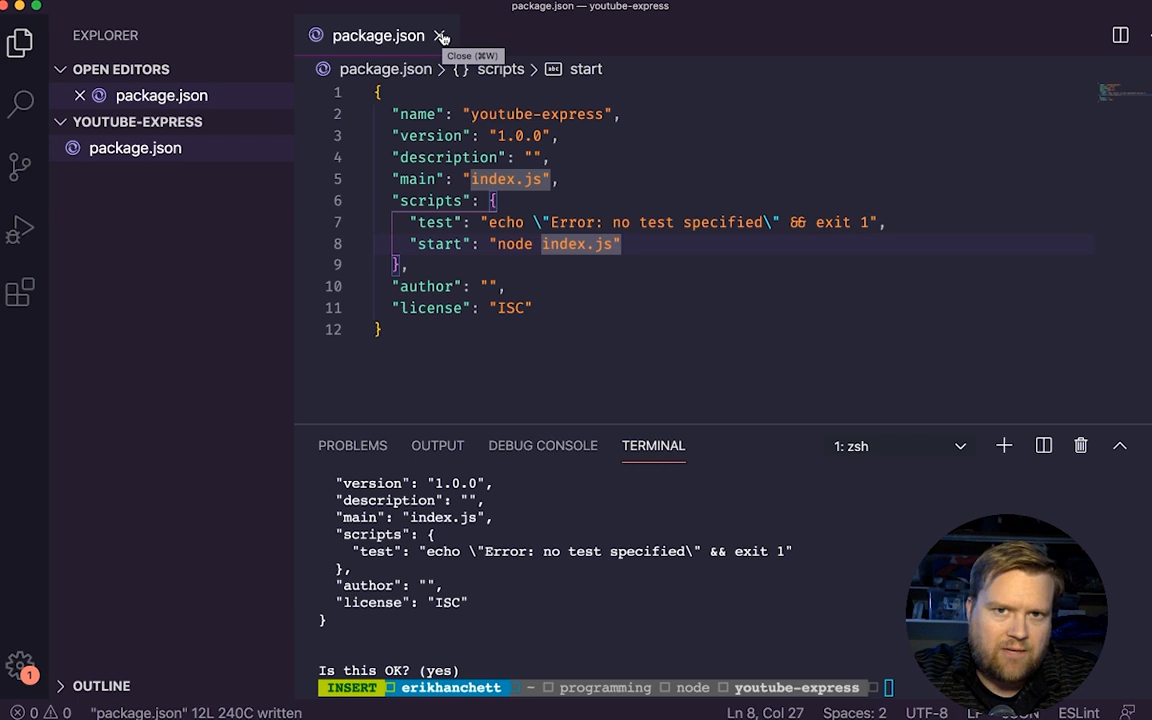 package.json — youtube-express
EXPLORER
OPEN EDITORS
package.json
YOUTUBE-EXPRESS
package.json
OUTLINE
package.json
Close (⌘W)
package.json > {} scripts > abc start
1 {
2 "name": "youtube-express",
3 "version": "1.0.0",
4 "description": "",
5 "main": "index.js",
6 "scripts": {
7 "test": "echo \"Error: no test specified\" && exit 1",
8 "start": "node index.js"
9 },
10 "author": "",
11 "license": "ISC"
12 }
PROBLEMS OUTPUT DEBUG CONSOLE TERMINAL 1: zsh
"version": "1.0.0",
"description": "",
"main": "index.js",
"scripts": {
"test": "echo \"Error: no test specified\" && exit 1"
},
"author": "",
"license": "ISC"
}
Is this OK? (yes)
INSERT erikhanchett ~ programming node youtube-express
1
0 0 "package.json" 12L 240C written Ln 8, Col 27 Spaces: 2 UTF-8 LF JSON ESLint